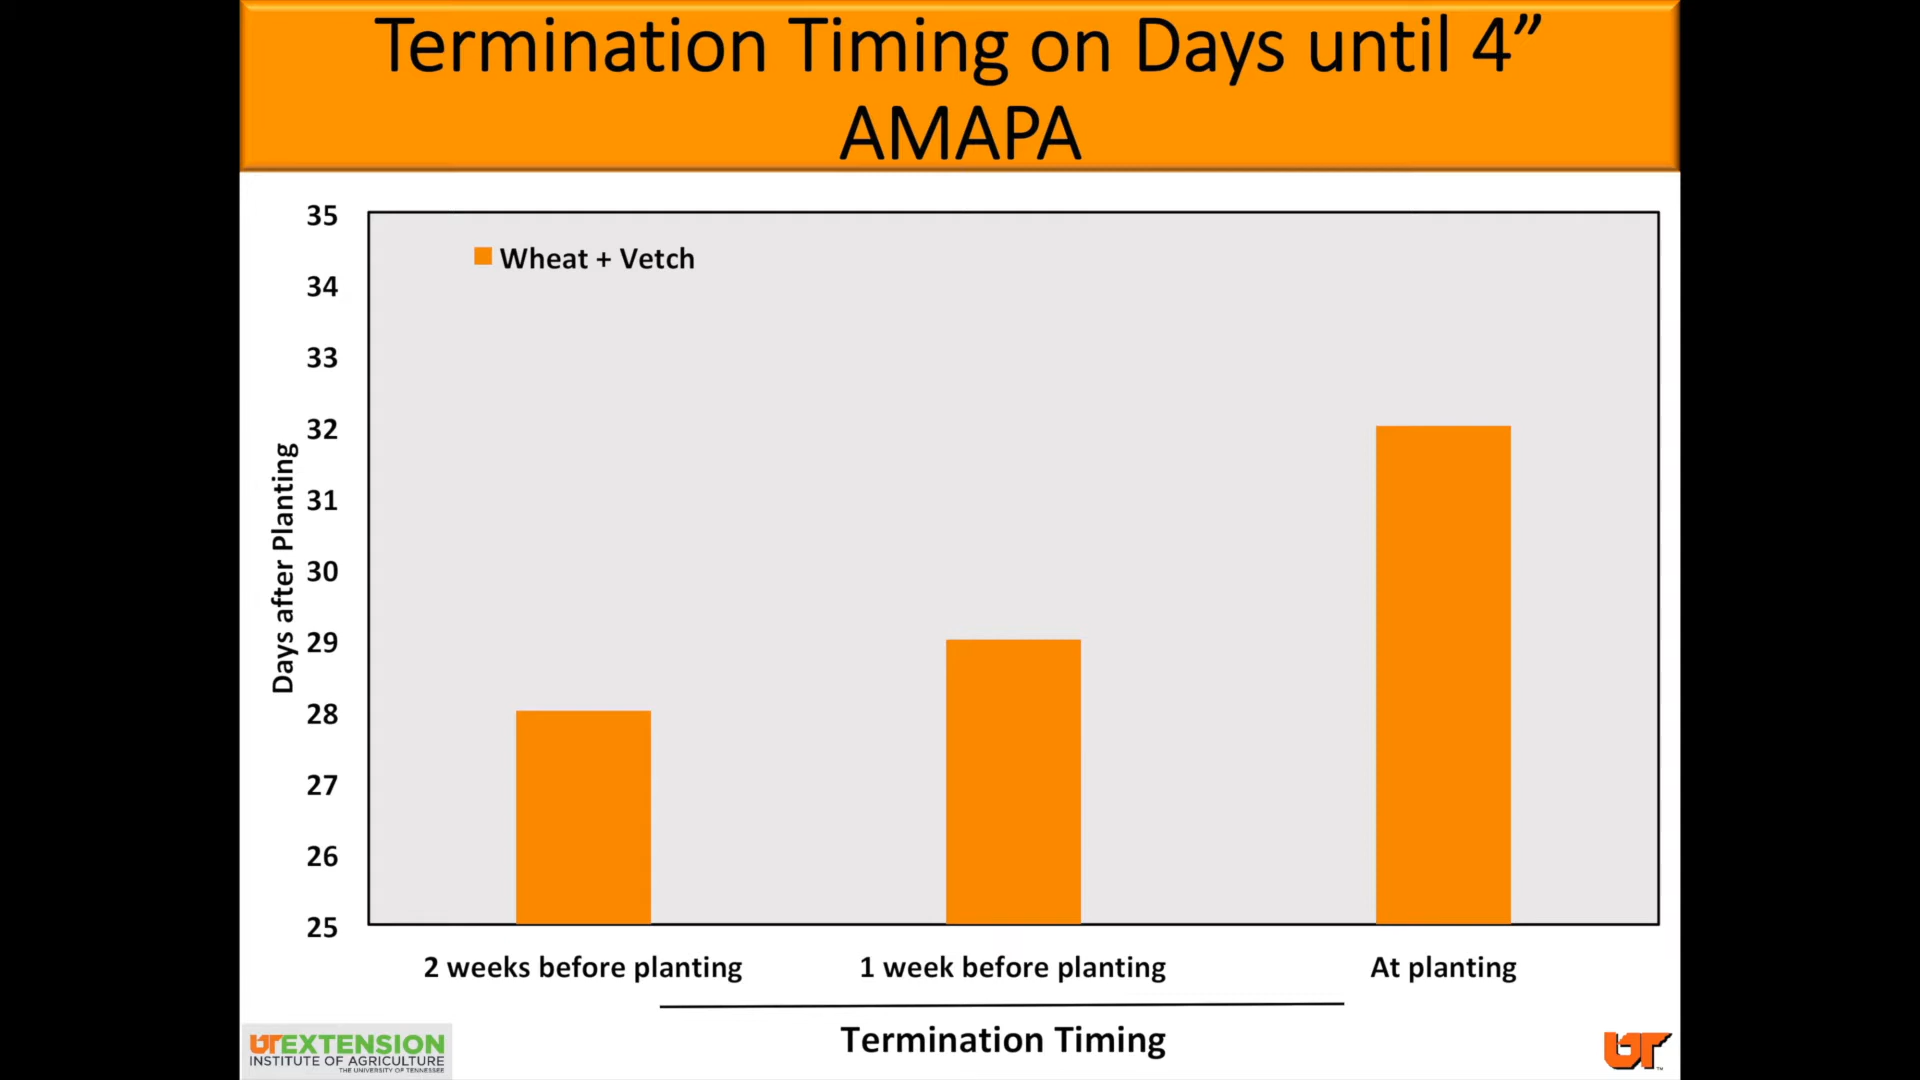 Termination Timing on Days until 4”
AMAPA
35
34
33
32
31
30
29
28
27
26
25
Days after Planting
Wheat + Vetch
2 weeks before planting
1 week before planting
At planting
Termination Timing
UTEXTENSION
INSTITUTE OF AGRICULTURE
THE UNIVERSITY OF TENNESSEE
UT